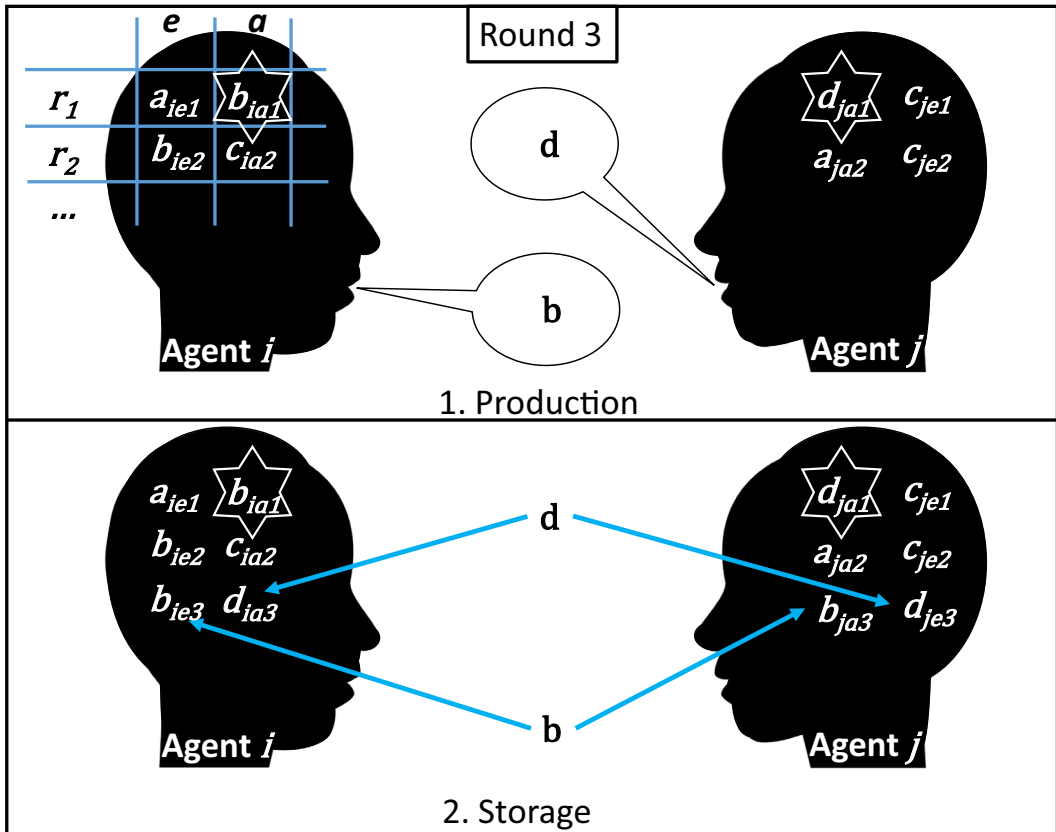 e a
Round 3
r₁ a_ie1 b_ia1
d_ja1 c_je1
r₂ b_ie2 c_ia2
a_ja2 c_je2
...
d
b
Agent i
Agent j
1. Production
a_ie1 b_ia1
d_ja1 c_je1
b_ie2 c_ia2
a_ja2 c_je2
b_ie3 d_ia3
b_ja3 d_je3
d
b
Agent i
Agent j
2. Storage